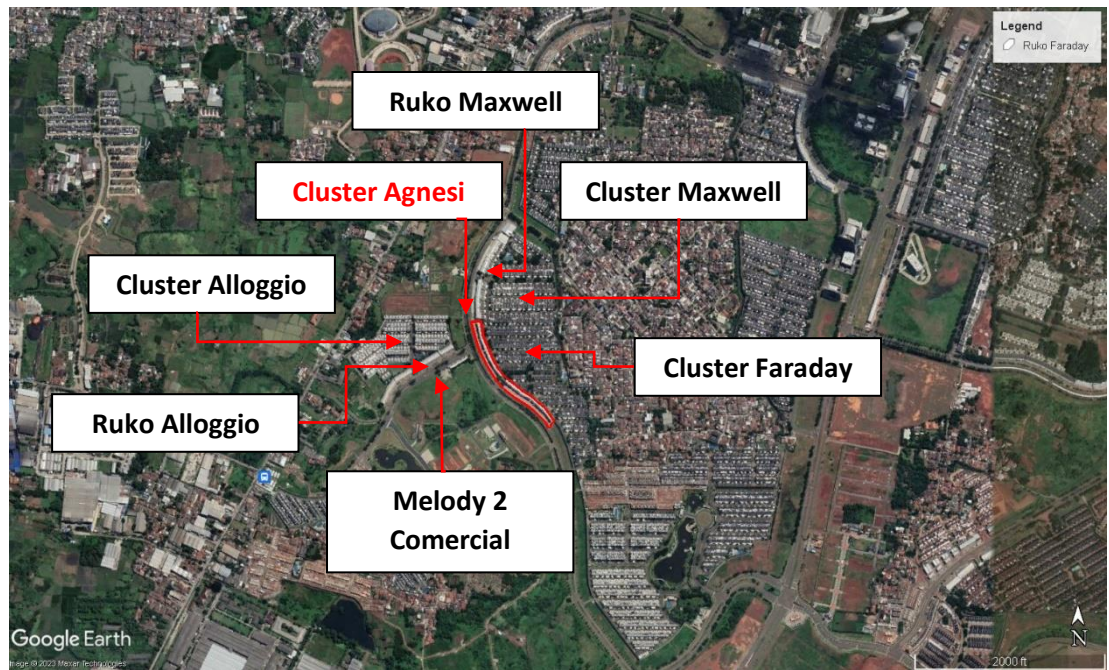 Legend
Ruko Faraday
Ruko Maxwell
Cluster Agnesi
Cluster Maxwell
Cluster Alloggio
Cluster Faraday
Ruko Alloggio
Melody 2
Comercial
Google Earth
Image © 2023 Maxar Technologies
N
2000 ft